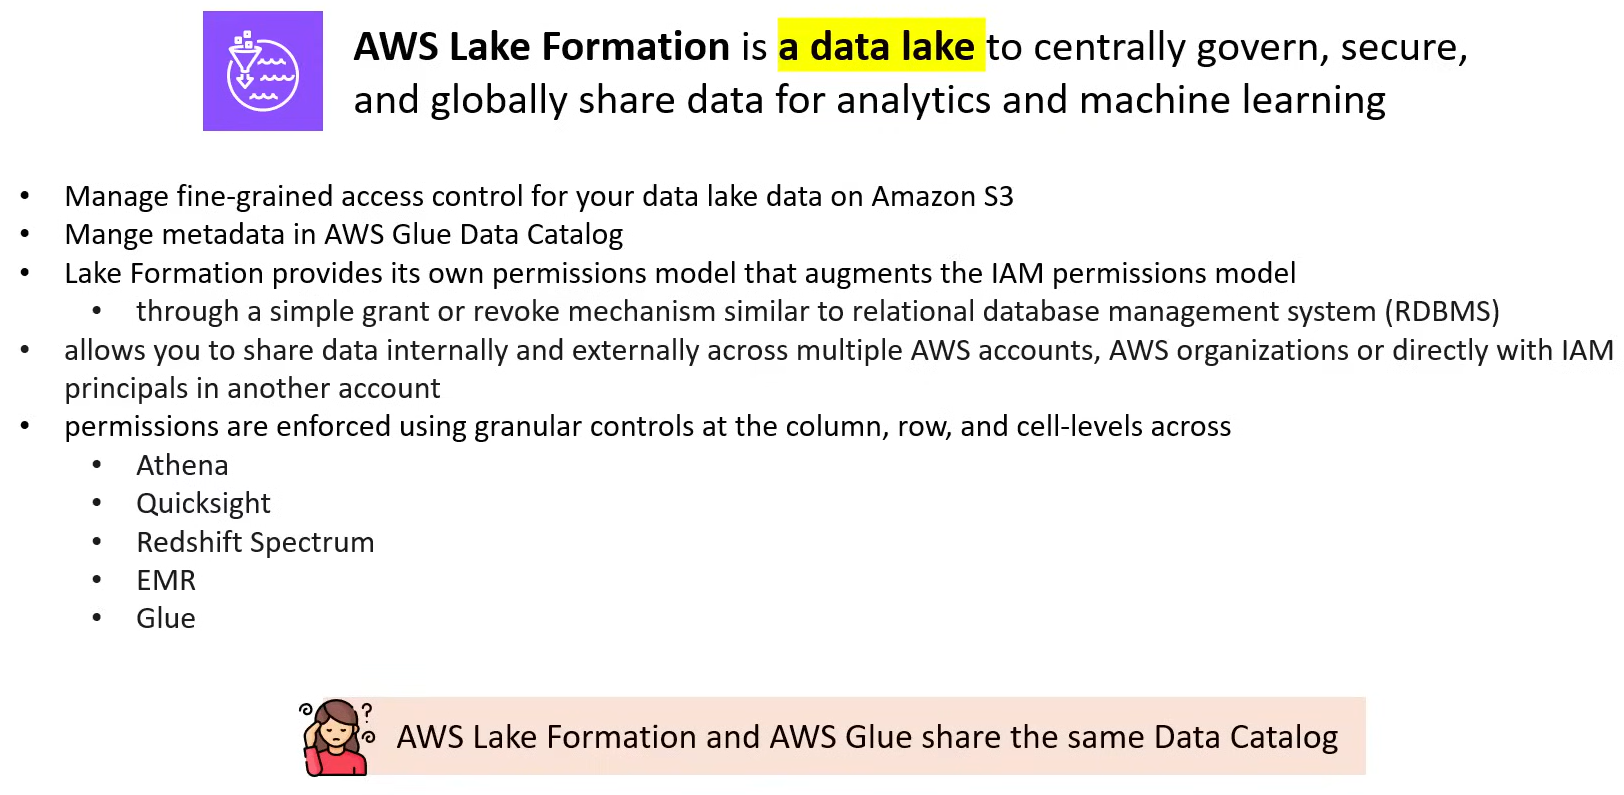 AWS Lake Formation is a data lake to centrally govern, secure,
and globally share data for analytics and machine learning
• Manage fine-grained access control for your data lake data on Amazon S3
• Mange metadata in AWS Glue Data Catalog
• Lake Formation provides its own permissions model that augments the IAM permissions model
• through a simple grant or revoke mechanism similar to relational database management system (RDBMS)
• allows you to share data internally and externally across multiple AWS accounts, AWS organizations or directly with IAM
principals in another account
• permissions are enforced using granular controls at the column, row, and cell-levels across
• Athena
• Quicksight
• Redshift Spectrum
• EMR
• Glue
?
AWS Lake Formation and AWS Glue share the same Data Catalog